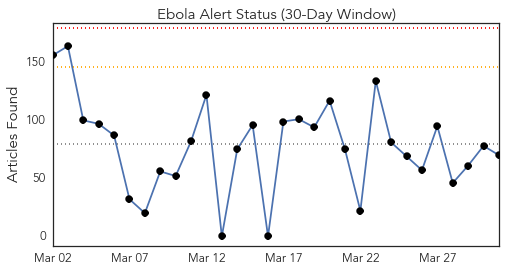 Ebola Alert Status (30-Day Window)
Articles Found
150
100
50
0
Mar 02 Mar 07 Mar 12 Mar 17 Mar 22 Mar 27